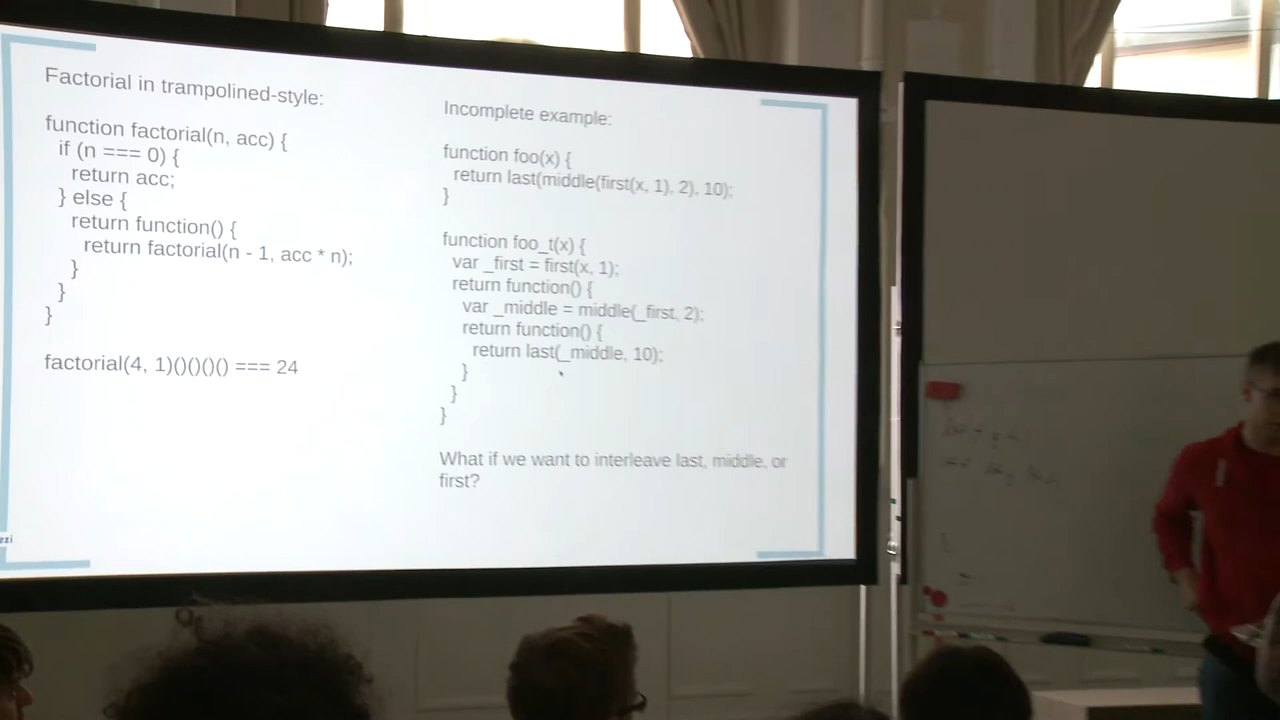 Factorial in trampolined-style:
function factorial(n, acc) {
if (n === 0) {
return acc;
} else {
return function() {
return factorial(n - 1, acc * n);
}
}
}
factorial(4, 1)()()()() === 24
Incomplete example:
function foo(x) {
return last(middle(first(x, 1), 2), 10);
}
function foo_t(x) {
var _first = first(x, 1);
return function() {
var _middle = middle(_first, 2);
return function() {
return last(_middle, 10);
}
}
}
What if we want to interleave last, middle, or
first?
ezi